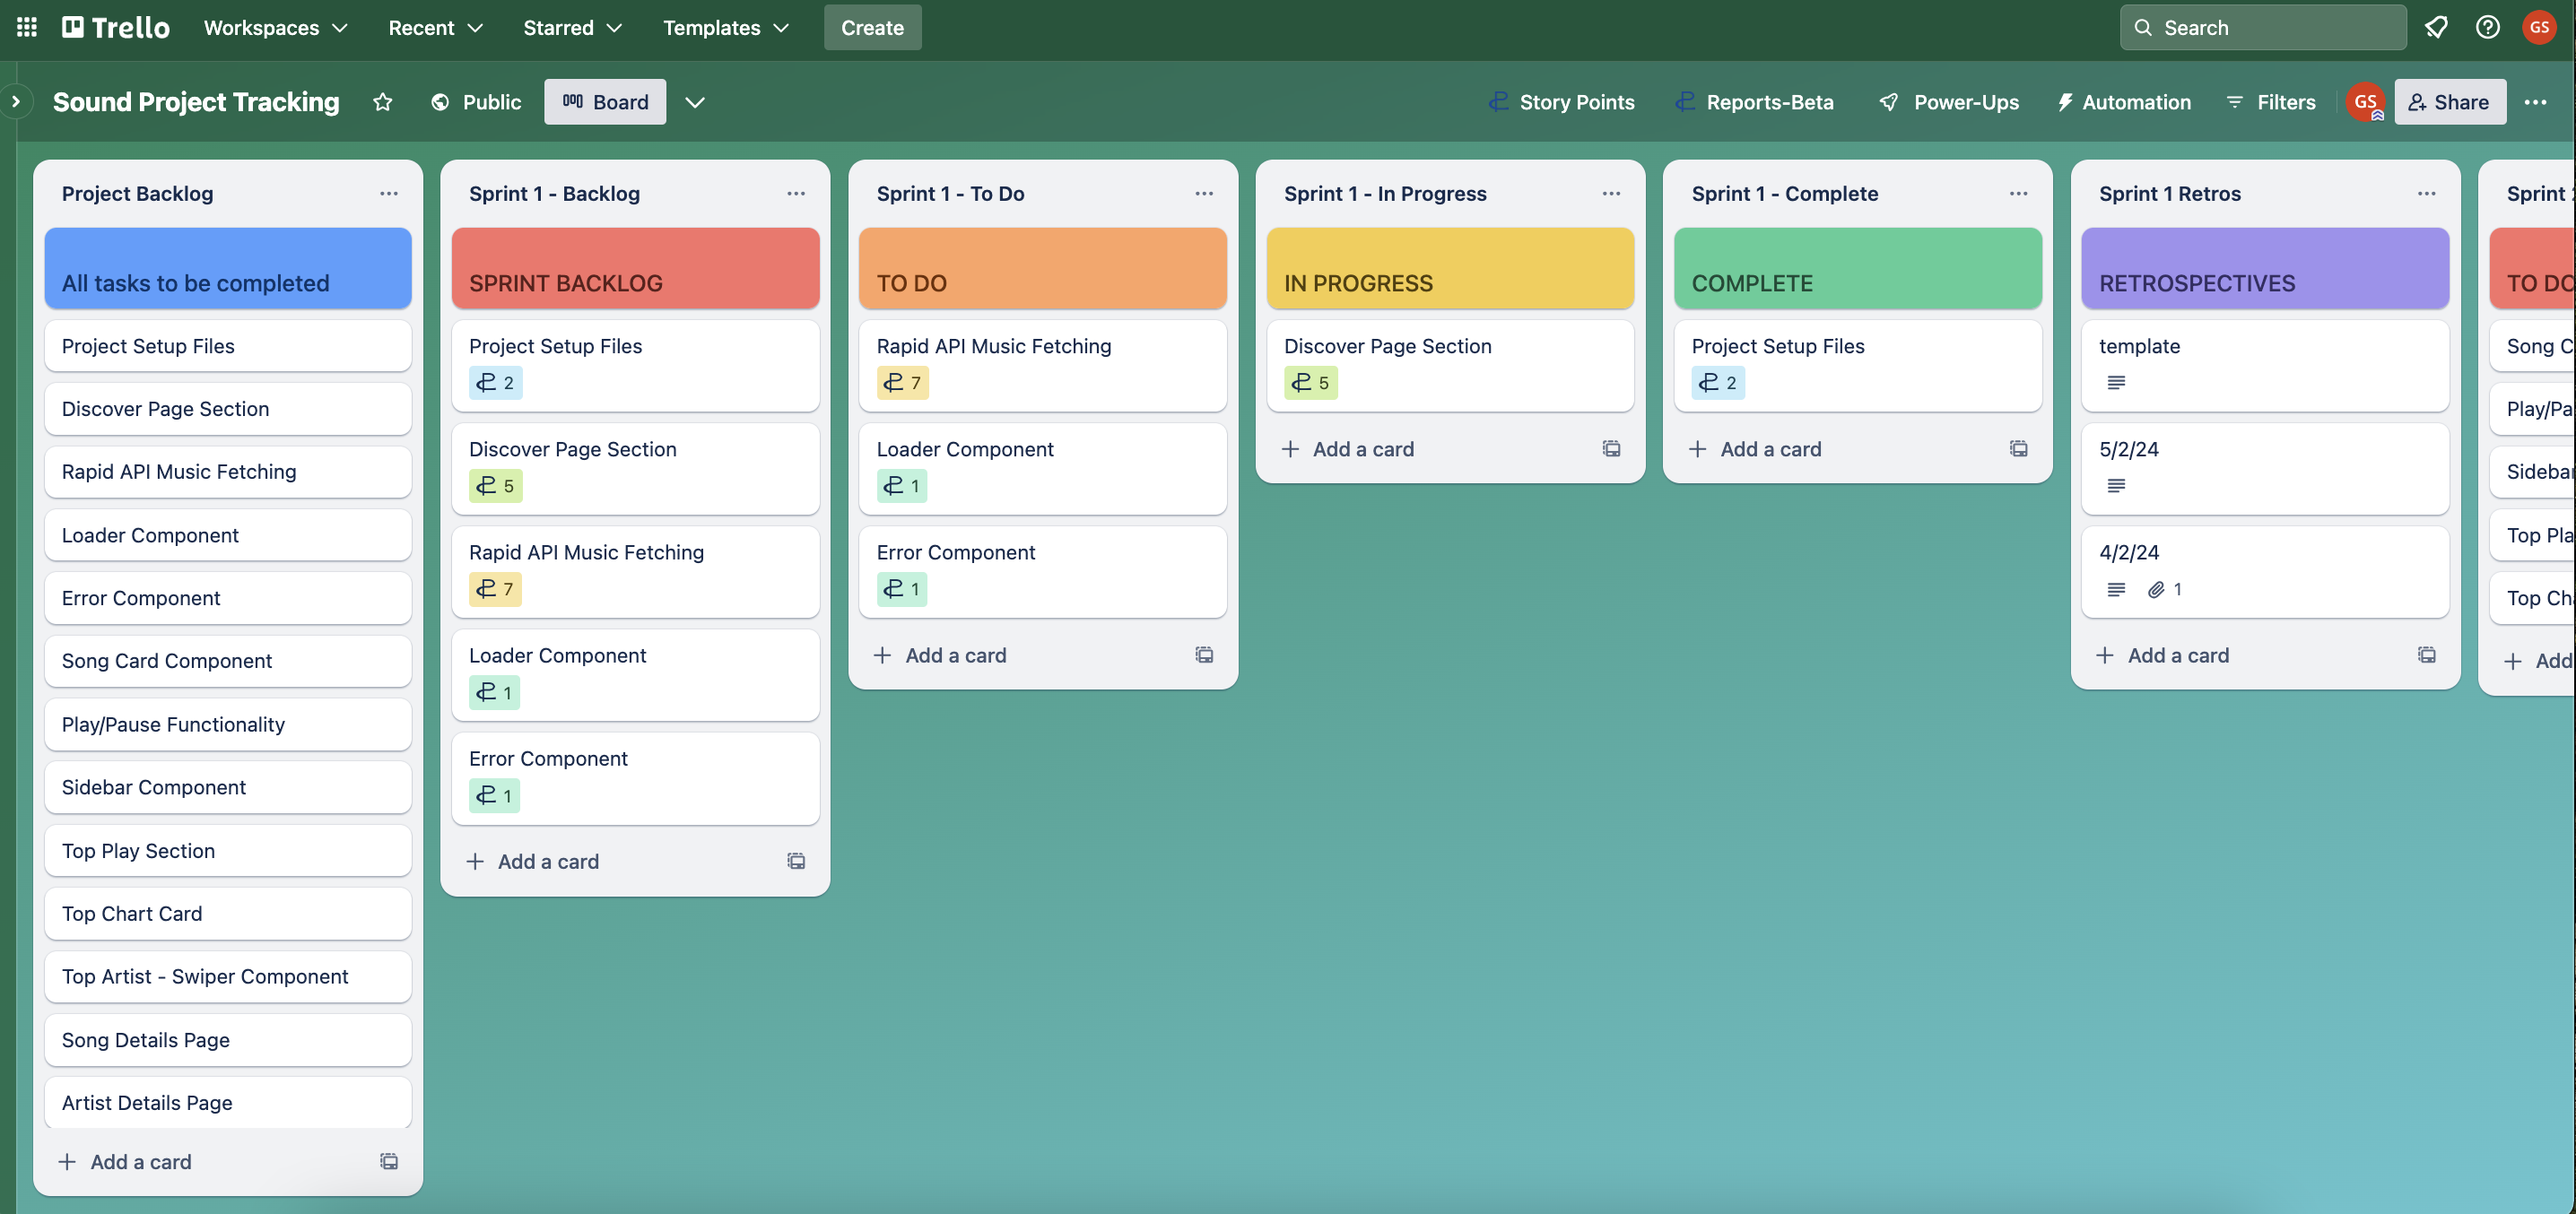 Trello
Workspaces
Recent
Starred
Templates
Create
Search
GS
Sound Project Tracking
Public
Board
Story Points
Reports-Beta
Power-Ups
Automation
Filters
GS
Share
Project Backlog
All tasks to be completed
Project Setup Files
Discover Page Section
Rapid API Music Fetching
Loader Component
Error Component
Song Card Component
Play/Pause Functionality
Sidebar Component
Top Play Section
Top Chart Card
Top Artist - Swiper Component
Song Details Page
Artist Details Page
Add a card
Sprint 1 - Backlog
SPRINT BACKLOG
Project Setup Files
2
Discover Page Section
5
Rapid API Music Fetching
7
Loader Component
1
Error Component
1
Add a card
Sprint 1 - To Do
TO DO
Rapid API Music Fetching
7
Loader Component
1
Error Component
1
Add a card
Sprint 1 - In Progress
IN PROGRESS
Discover Page Section
5
Add a card
Sprint 1 - Complete
COMPLETE
Project Setup Files
2
Add a card
Sprint 1 Retros
RETROSPECTIVES
template
5/2/24
4/2/24
1
Add a card
Sprint
TO DO
Song C
Play/Pa
Sidebar
Top Pla
Top Cha
Add